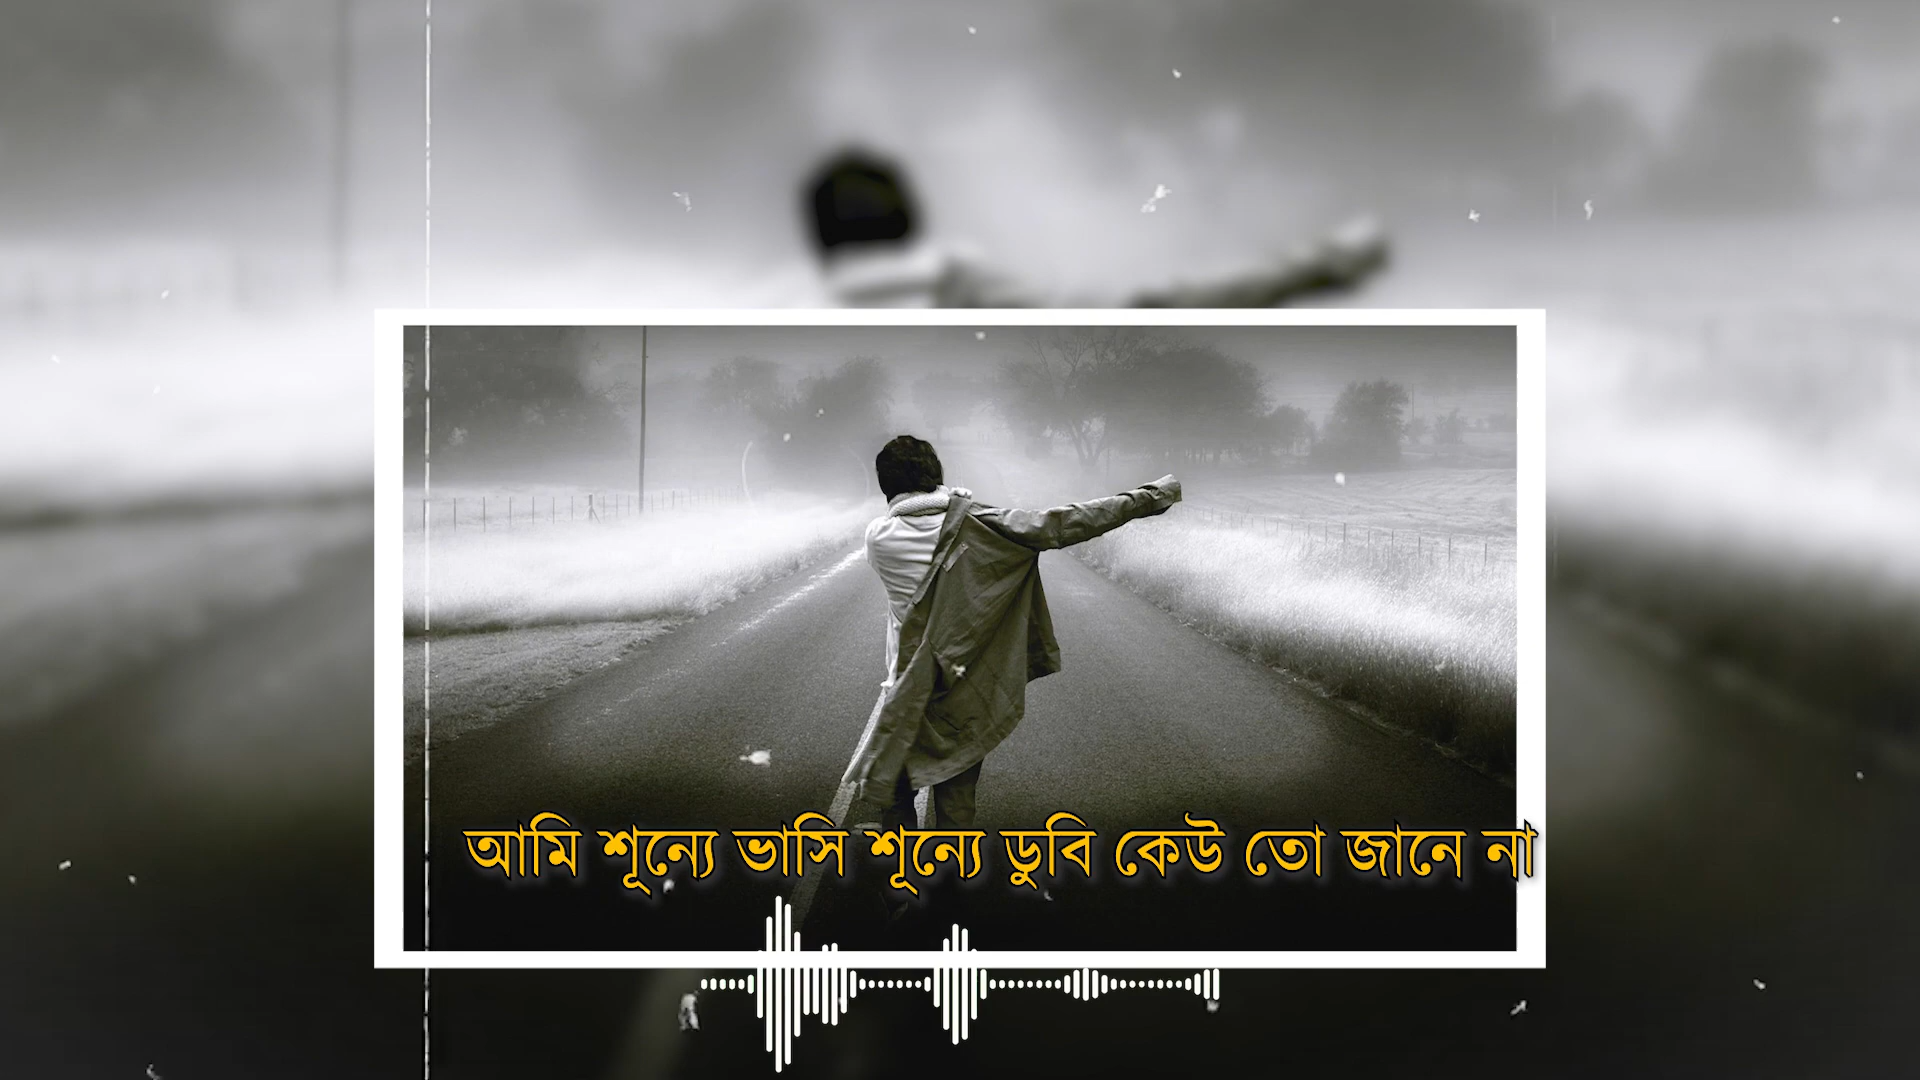 আমি শূন্যে ভাসি শূন্যে ডুবি কেউ তো জানে না